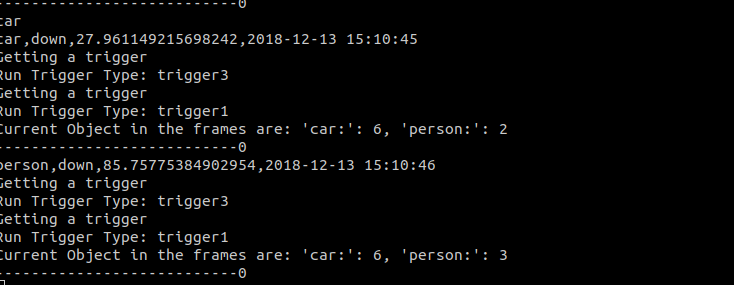 ---------------------------0
car
car,down,27.961149215698242,2018-12-13 15:10:45
Getting a trigger
Run Trigger Type: trigger3
Getting a trigger
Run Trigger Type: trigger1
Current Object in the frames are: 'car:': 6, 'person:': 2
---------------------------0
person,down,85.75775384902954,2018-12-13 15:10:46
Getting a trigger
Run Trigger Type: trigger3
Getting a trigger
Run Trigger Type: trigger1
Current Object in the frames are: 'car:': 6, 'person:': 3
---------------------------0